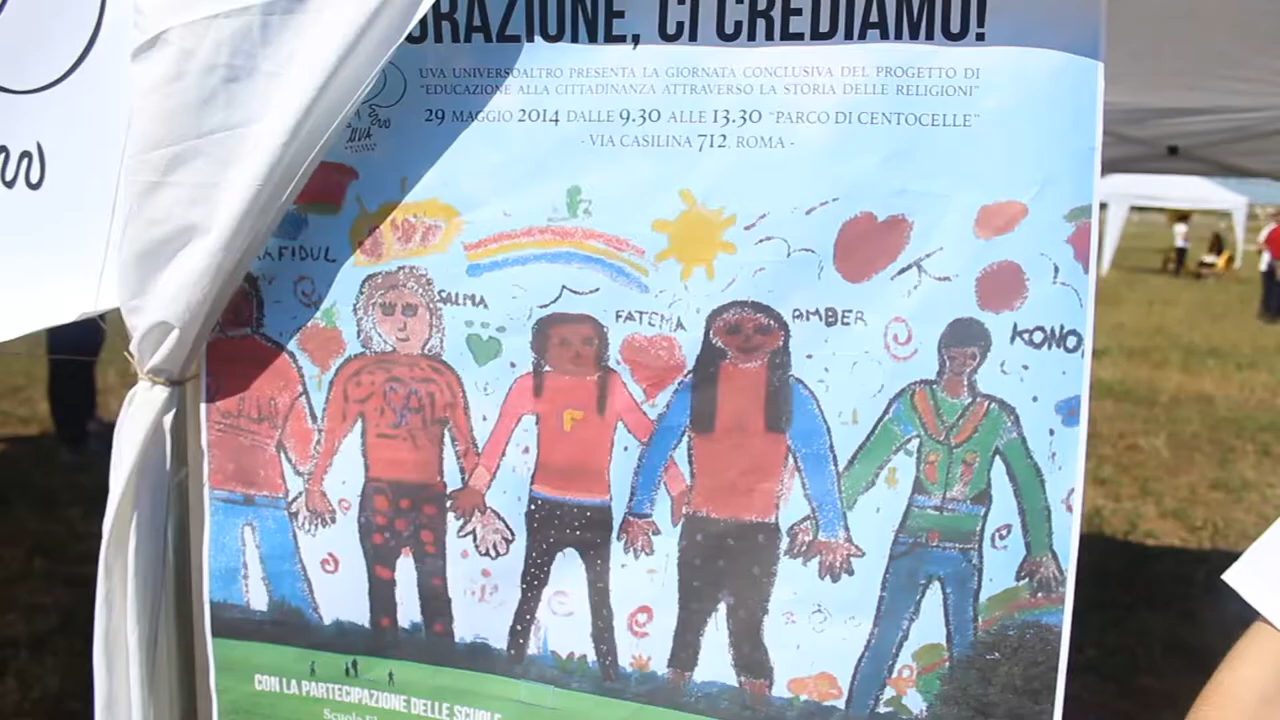 CI CREDIAMO!
UVA UNIVERSOALTRO PRESENTA LA GIORNATA CONCLUSIVA DEL PROGETTO DI
"EDUCAZIONE ALLA CITTADINANZA ATTRAVERSO LA STORIA DELLE RELIGIONI"
29 MAGGIO 2014 DALLE 9.30 ALLE 13.30 "PARCO DI CENTOCELLE"
- VIA CASILINA 712, ROMA -
UVA
SALMA
FATEMA
AMBER
KONO
F
CON LA PARTECIPAZIONE DELLE SCUOLE
Scuola